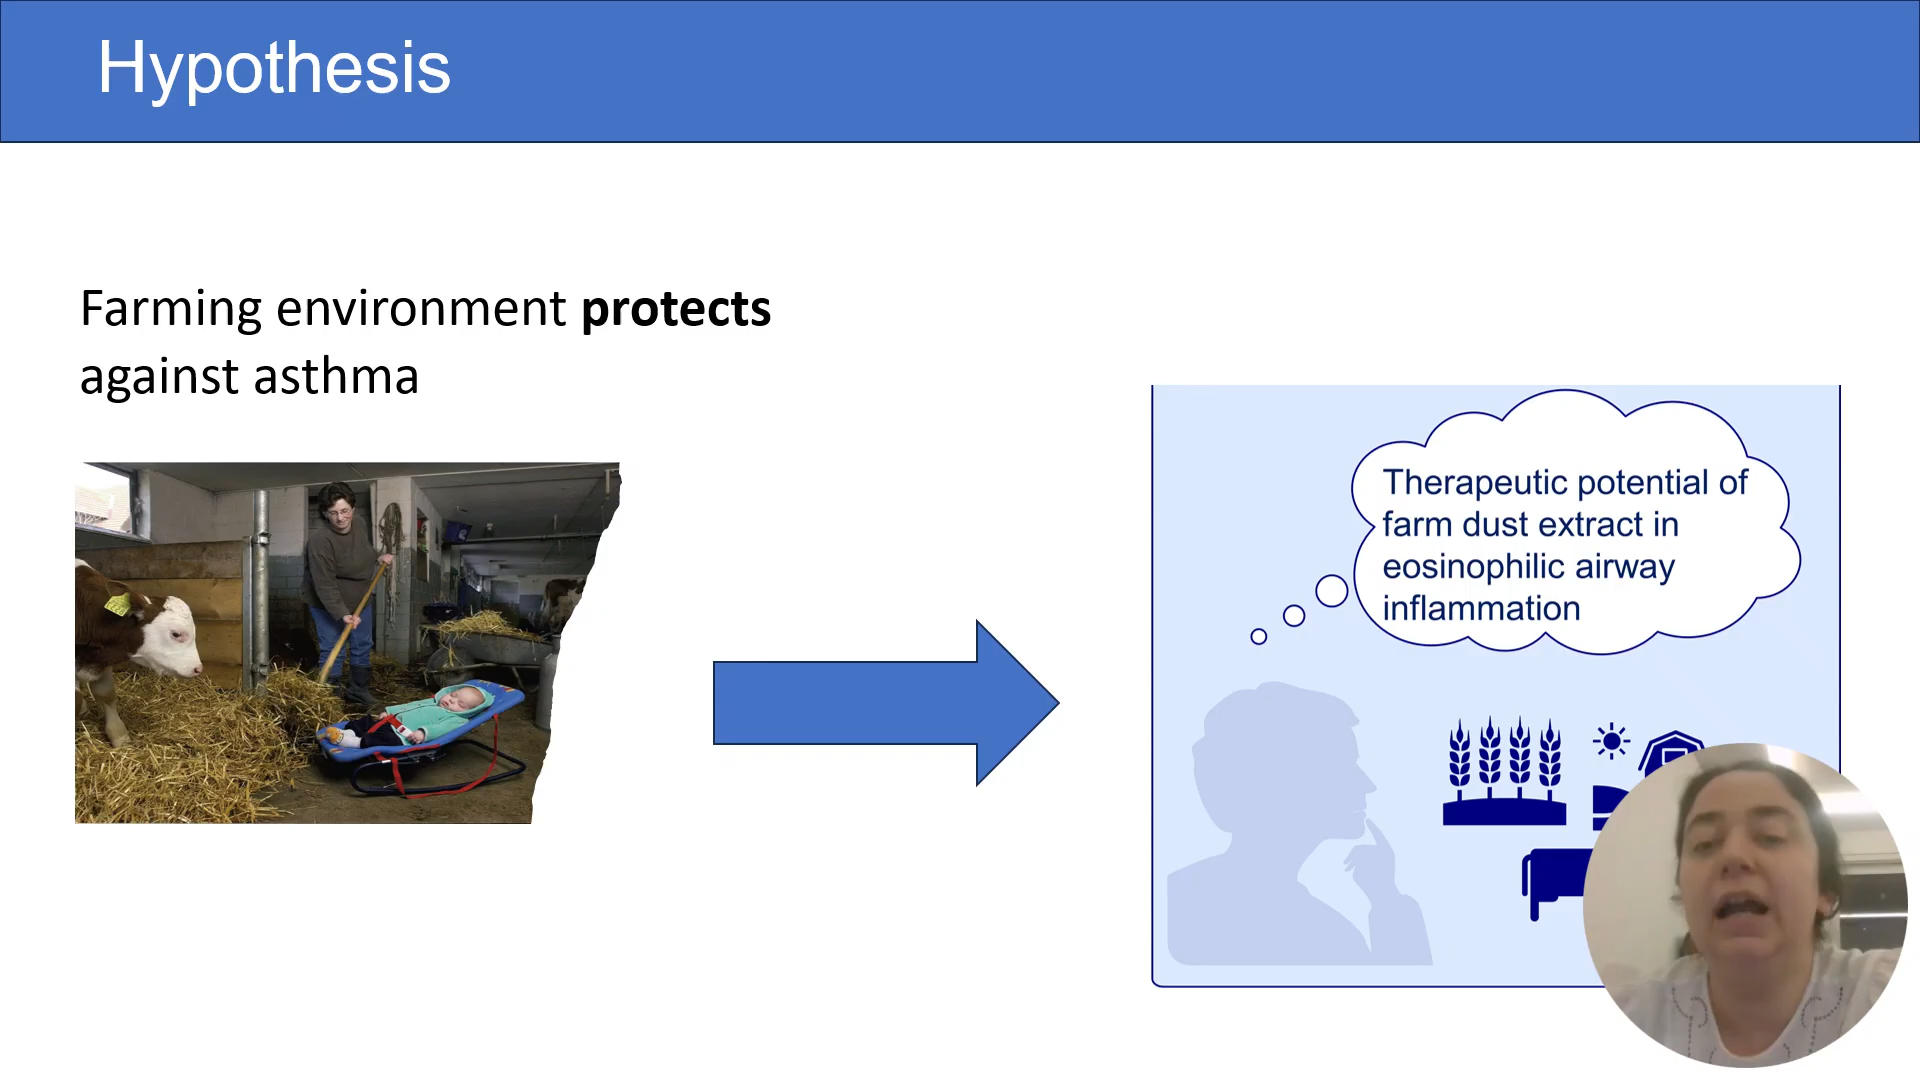 Hypothesis
Farming environment protects
against asthma
Therapeutic potential of
farm dust extract in
eosinophilic airway
inflammation